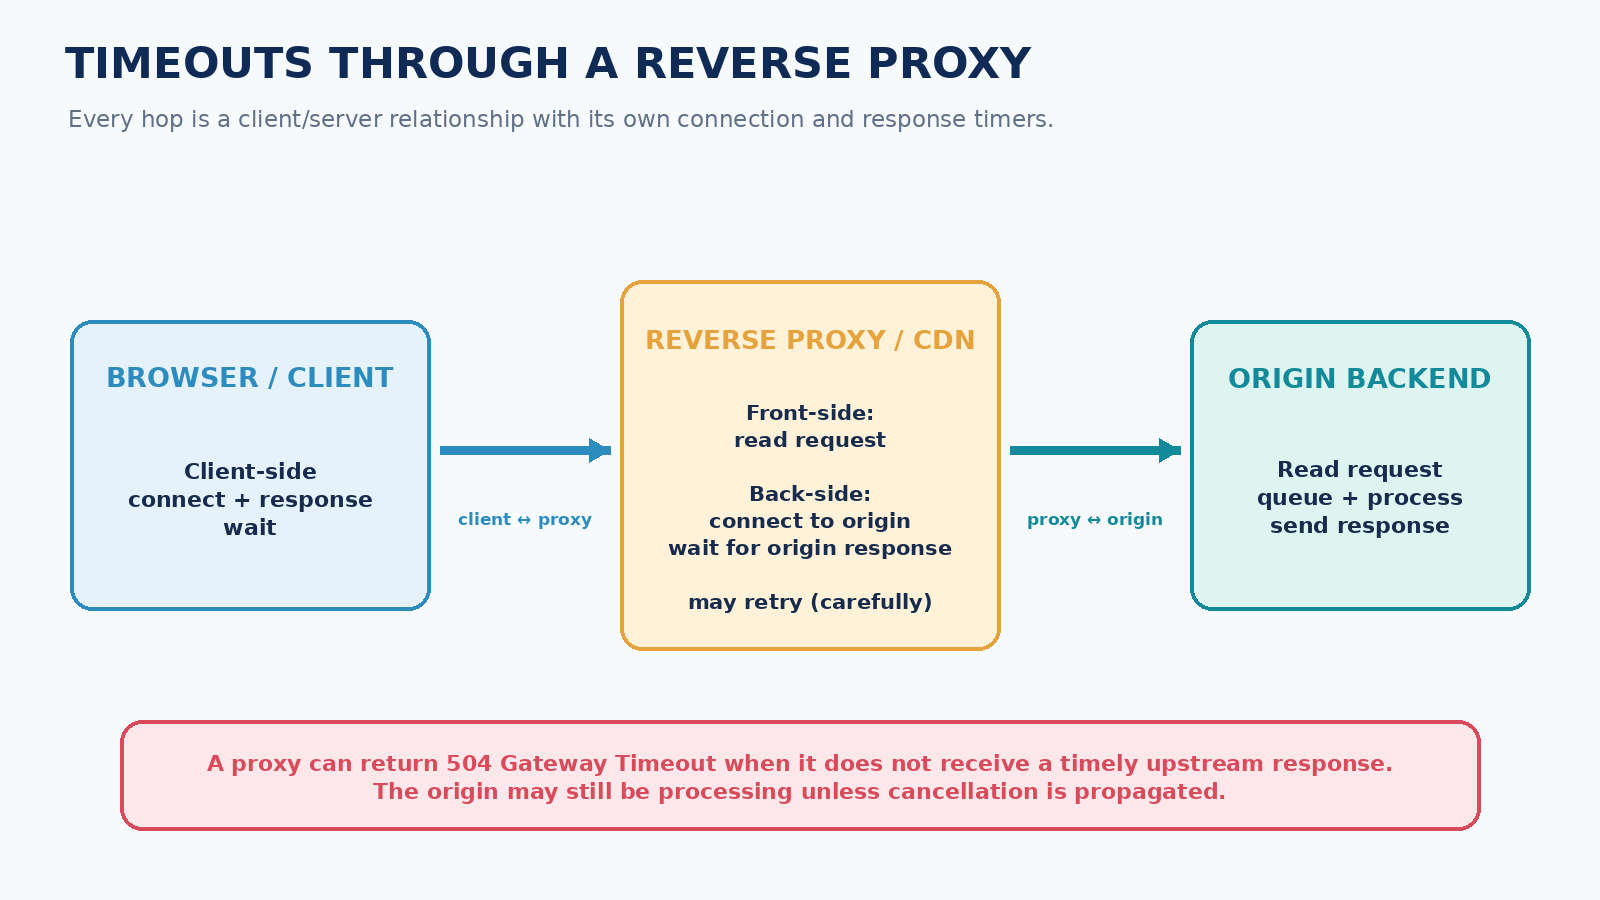 TIMEOUTS THROUGH A REVERSE PROXY
Every hop is a client/server relationship with its own connection and response timers.
BROWSER / CLIENT
Client-side
connect + response
wait
client ↔ proxy
REVERSE PROXY / CDN
Front-side:
read request
Back-side:
connect to origin
wait for origin response
may retry (carefully)
proxy ↔ origin
ORIGIN BACKEND
Read request
queue + process
send response
A proxy can return 504 Gateway Timeout when it does not receive a timely upstream response.
The origin may still be processing unless cancellation is propagated.